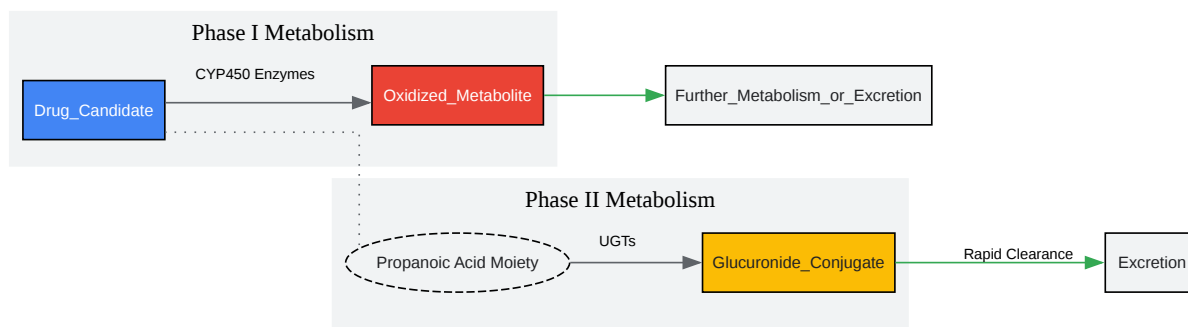 Phase I Metabolism
CYP450 Enzymes
Drug_Candidate
Oxidized_Metabolite
Further_Metabolism_or_Excretion
Phase II Metabolism
UGTs
Rapid Clearance
Propanoic Acid Moiety
Glucuronide_Conjugate
Excretion